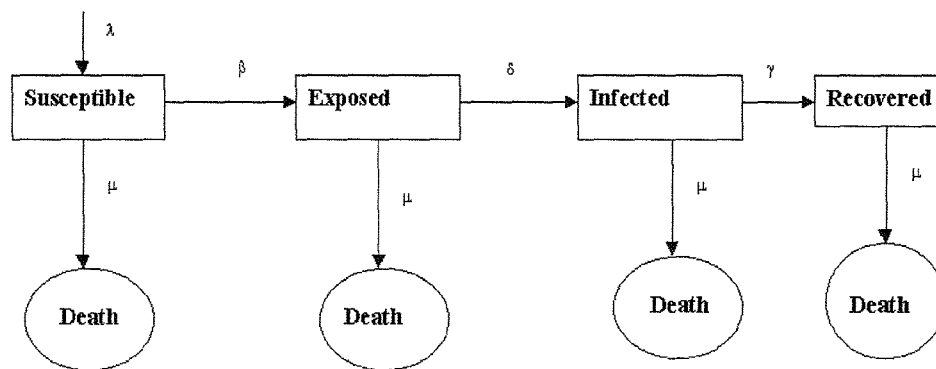 λ
β
δ
γ
Susceptible
Exposed
Infected
Recovered
μ
μ
μ
μ
Death
Death
Death
Death